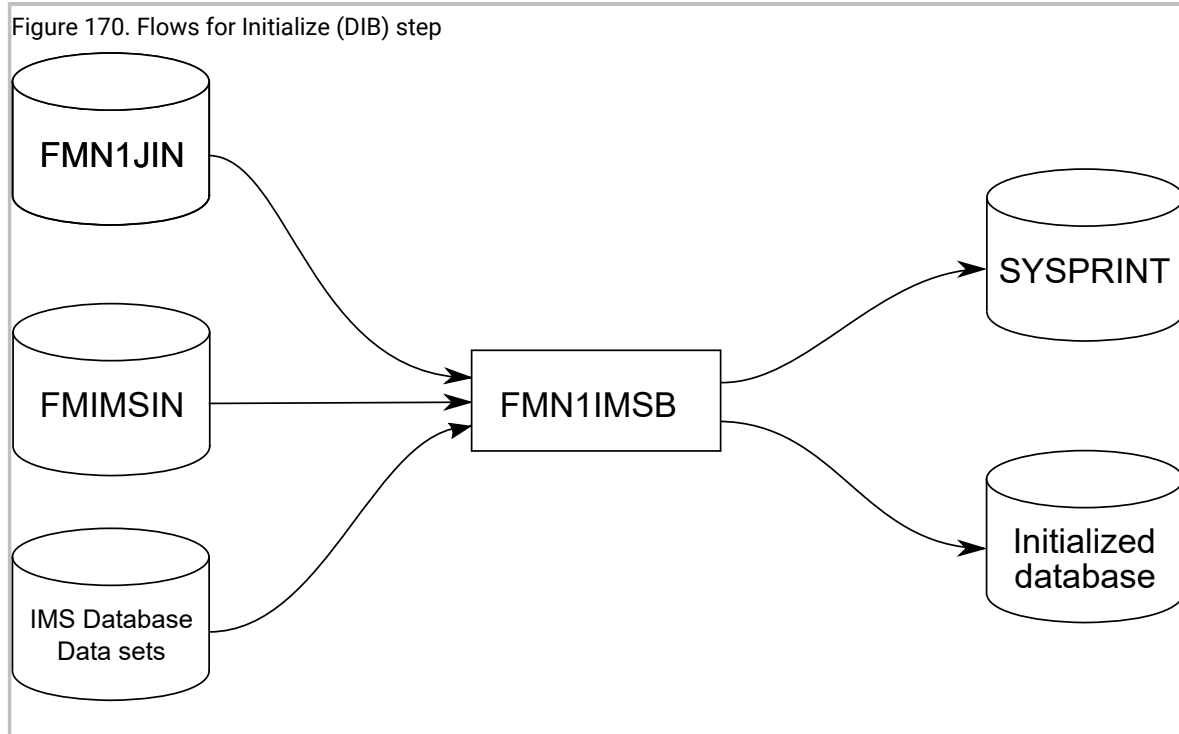 Figure 170. Flows for Initialize (DIB) step
FMN1JIN
FMIMSIN
IMS Database
Data sets
FMN1IMSB
SYSPRINT
Initialized
database